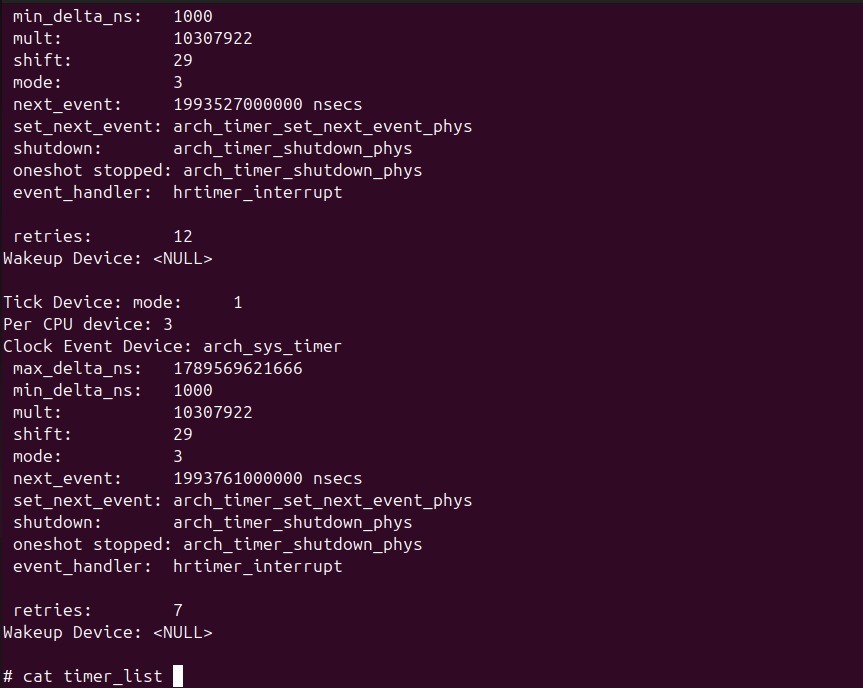 min_delta_ns:   1000
mult:           10307922
shift:          29
mode:           3
next_event:     1993527000000 nsecs
set_next_event: arch_timer_set_next_event_phys
shutdown:       arch_timer_shutdown_phys
oneshot stopped: arch_timer_shutdown_phys
event_handler:  hrtimer_interrupt
retries:        12
Wakeup Device: <NULL>
Tick Device: mode:     1
Per CPU device: 3
Clock Event Device: arch_sys_timer
max_delta_ns:   1789569621666
min_delta_ns:   1000
mult:           10307922
shift:          29
mode:           3
next_event:     1993761000000 nsecs
set_next_event: arch_timer_set_next_event_phys
shutdown:       arch_timer_shutdown_phys
oneshot stopped: arch_timer_shutdown_phys
event_handler:  hrtimer_interrupt
retries:        7
Wakeup Device: <NULL>
# cat timer_list